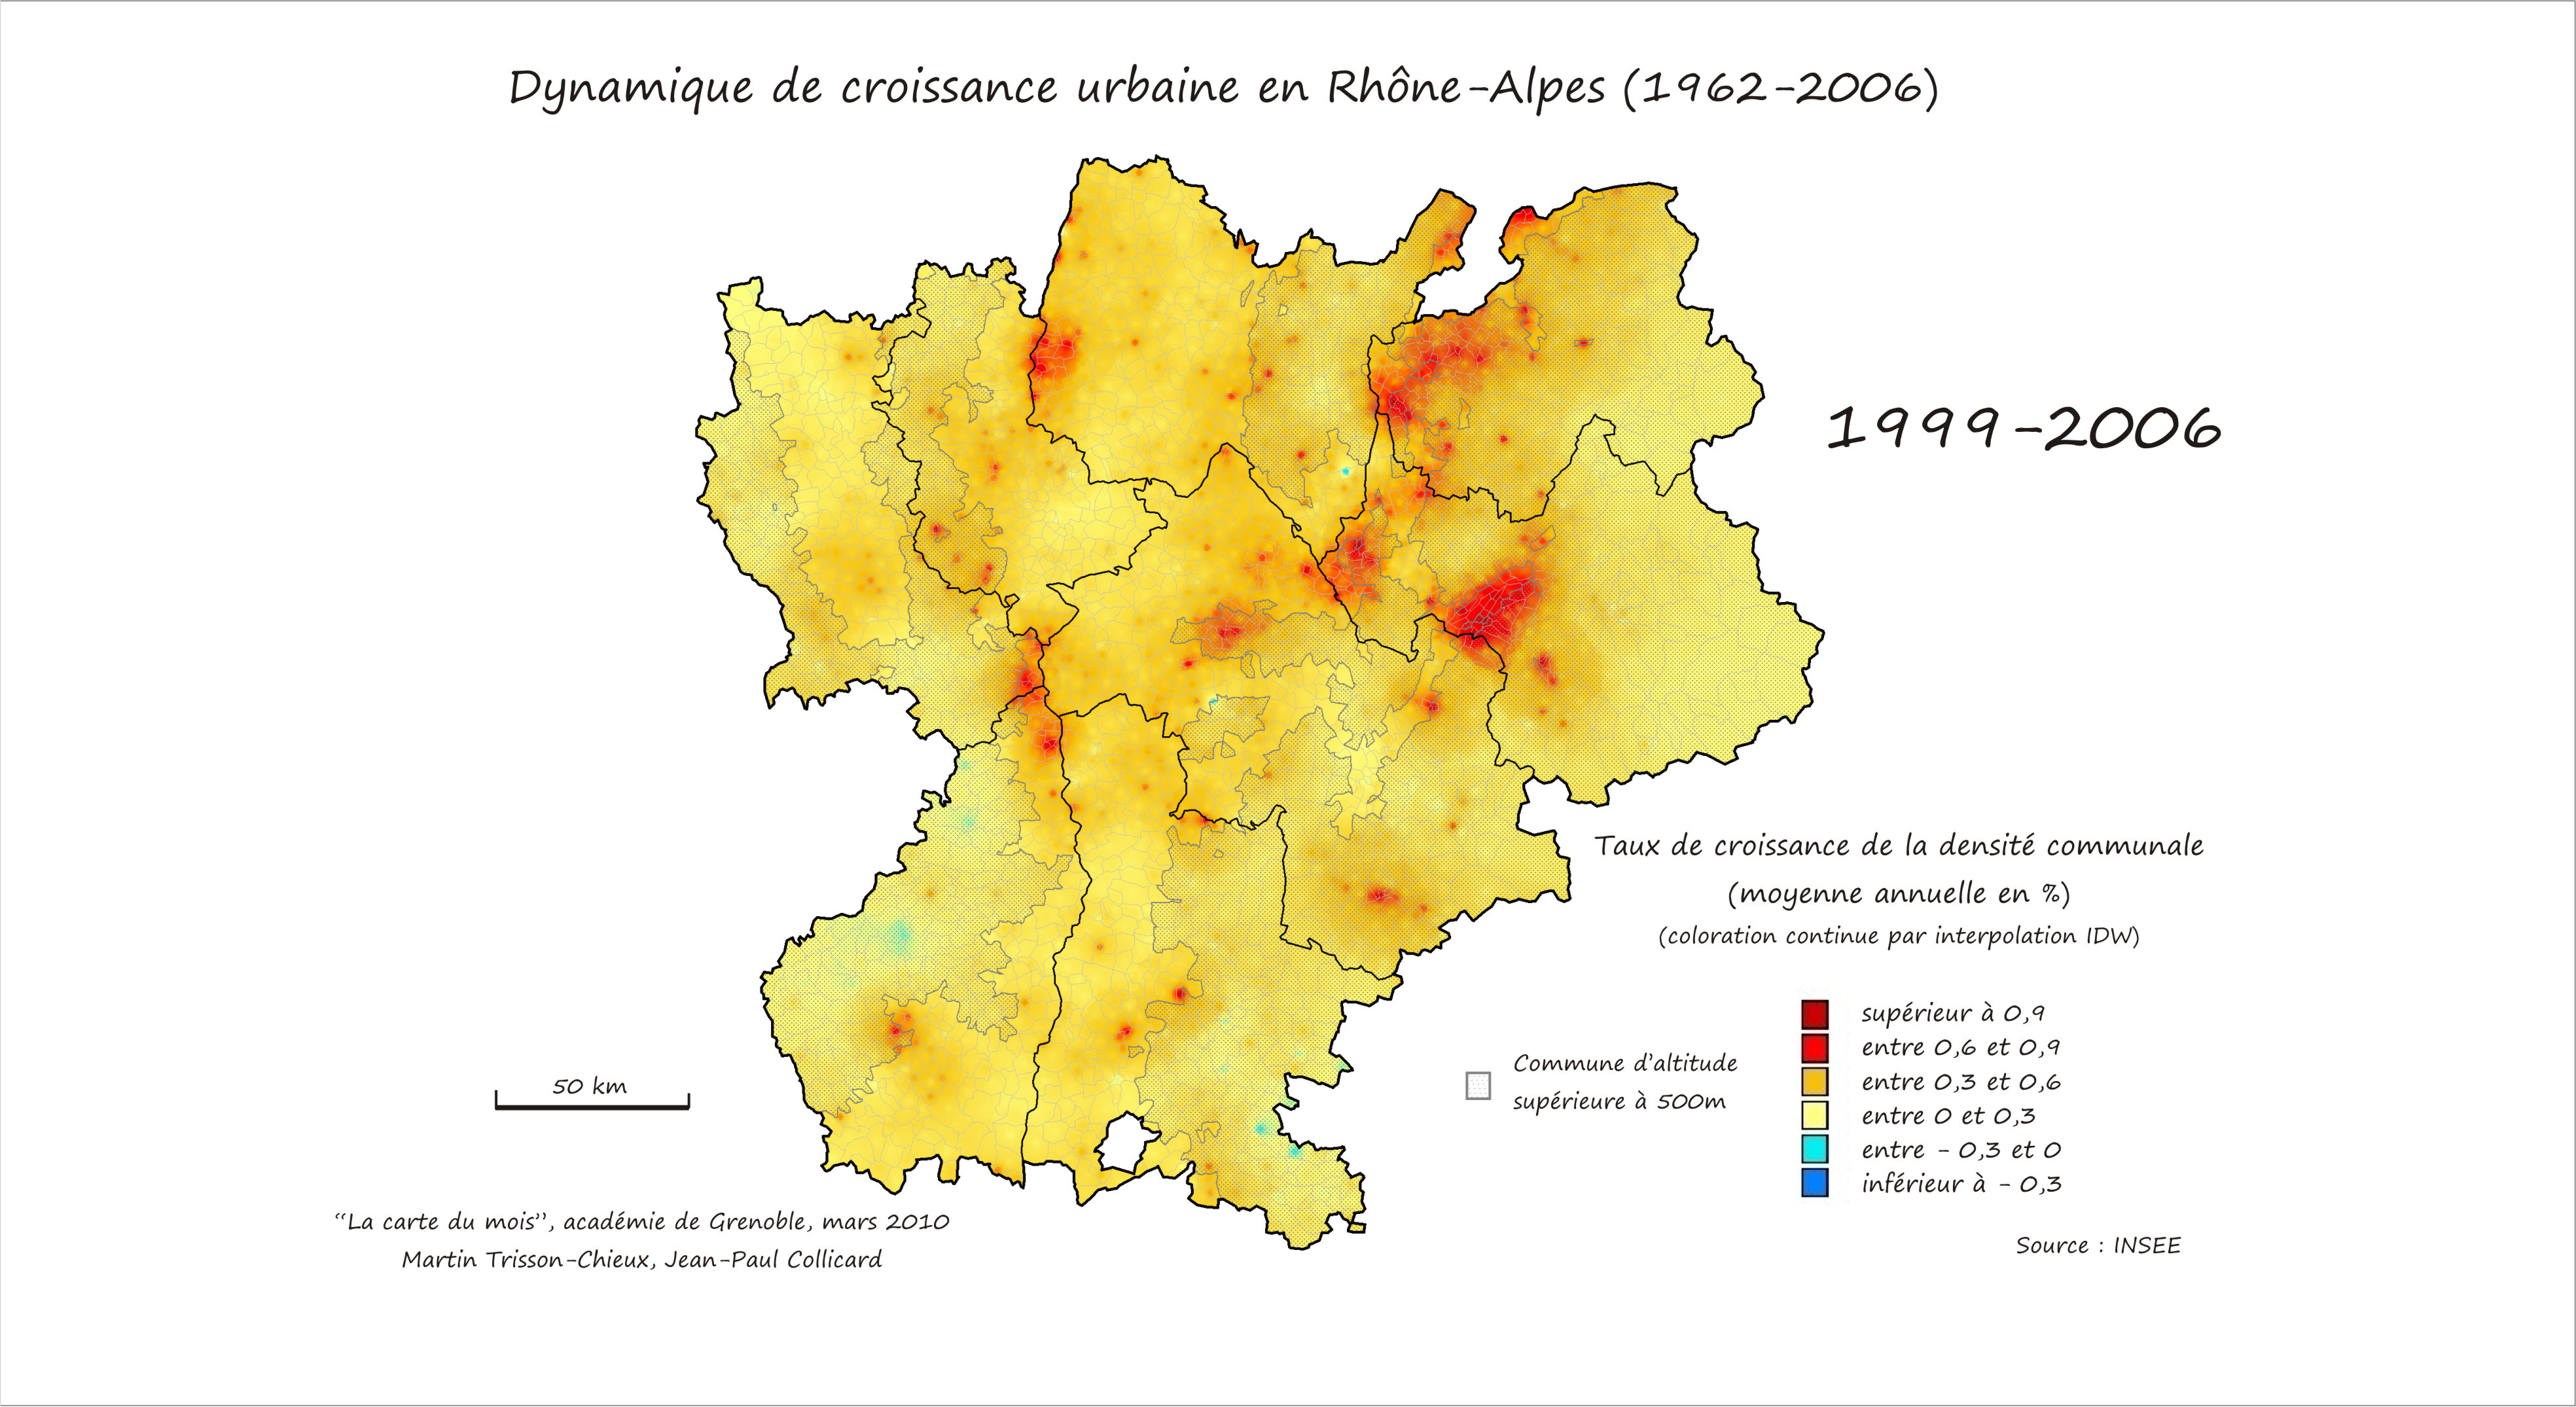 Dynamique de croissance urbaine en Rhône-Alpes (1962-2006)
1999-2006
Taux de croissance de la densité communale
(moyenne annuelle en %)
(coloration continue par interpolation IDW)
supérieur à 0,9
entre 0,6 et 0,9
entre 0,3 et 0,6
entre 0 et 0,3
entre - 0,3 et 0
inférieur à - 0,3
Commune d'altitude
supérieure à 500m
50 km
“La carte du mois”, académie de Grenoble, mars 2010
Martin Trisson-Chieux, Jean-Paul Collicard
Source : INSEE